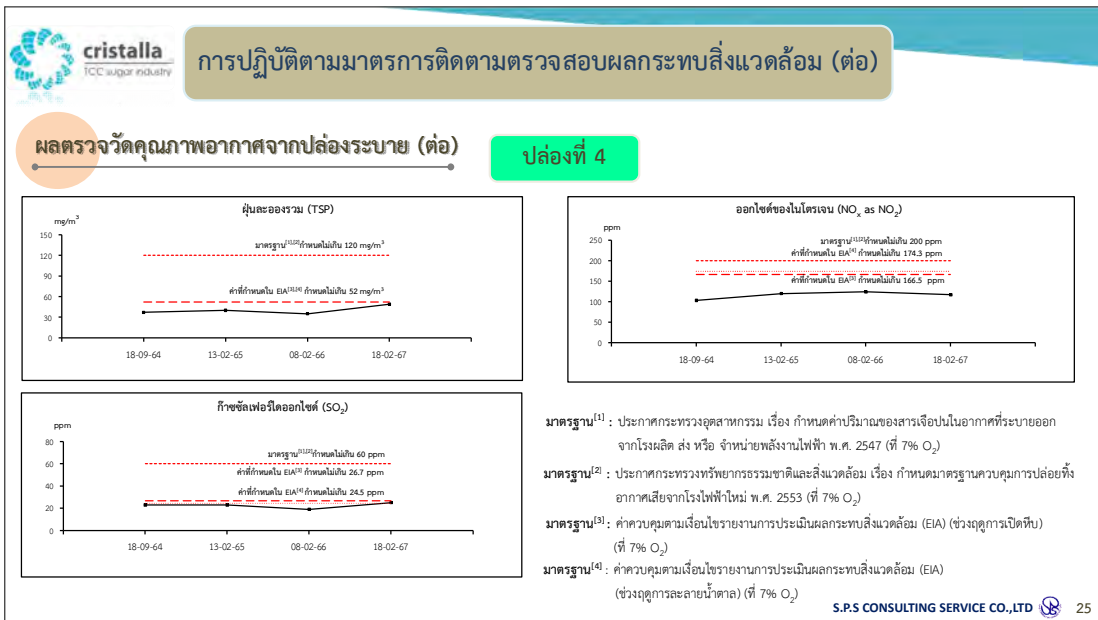 cristalla
TCC sugar industry
การปฏิบัติตามมาตรการติดตามตรวจสอบผลกระทบสิ่งแวดล้อม (ต่อ)
ผลตรวจวัดคุณภาพอากาศจากปล่องระบาย (ต่อ)
ปล่องที่ 4
ฝุ่นละอองรวม (TSP)
mg/m³
150
120
90
60
30
0
มาตรฐาน[1],[2]กำหนดไม่เกิน 120 mg/m³
ค่าที่กำหนดใน EIA[3],[4] กำหนดไม่เกิน 52 mg/m³
18-09-64 13-02-65 08-02-66 18-02-67
ออกไซด์ของไนโตรเจน (NOx as NO2)
ppm
250
200
150
100
50
0
มาตรฐาน[1],[2]กำหนดไม่เกิน 200 ppm
ค่าที่กำหนดใน EIA[4] กำหนดไม่เกิน 174.3 ppm
ค่าที่กำหนดใน EIA[3] กำหนดไม่เกิน 166.5 ppm
18-09-64 13-02-65 08-02-66 18-02-67
ก๊าซซัลเฟอร์ไดออกไซด์ (SO2)
ppm
80
60
40
20
0
มาตรฐาน[1],[2]กำหนดไม่เกิน 60 ppm
ค่าที่กำหนดใน EIA[3] กำหนดไม่เกิน 26.7 ppm
ค่าที่กำหนดใน EIA[4] กำหนดไม่เกิน 24.5 ppm
18-09-64 13-02-65 08-02-66 18-02-67
มาตรฐาน[1] : ประกาศกระทรวงอุตสาหกรรม เรื่อง กำหนดค่าปริมาณของสารเจือปนในอากาศที่ระบายออก
จากโรงผลิต ส่ง หรือ จำหน่ายพลังงานไฟฟ้า พ.ศ. 2547 (ที่ 7% O2)
มาตรฐาน[2] : ประกาศกระทรวงทรัพยากรธรรมชาติและสิ่งแวดล้อม เรื่อง กำหนดมาตรฐานควบคุมการปล่อยทิ้ง
อากาศเสียจากโรงไฟฟ้าใหม่ พ.ศ. 2553 (ที่ 7% O2)
มาตรฐาน[3] : ค่าควบคุมตามเงื่อนไขรายงานการประเมินผลกระทบสิ่งแวดล้อม (EIA) (ช่วงฤดูการเปิดหีบ)
(ที่ 7% O2)
มาตรฐาน[4] : ค่าควบคุมตามเงื่อนไขรายงานการประเมินผลกระทบสิ่งแวดล้อม (EIA)
(ช่วงฤดูการละลายน้ำตาล) (ที่ 7% O2)
S.P.S CONSULTING SERVICE CO.,LTD 25